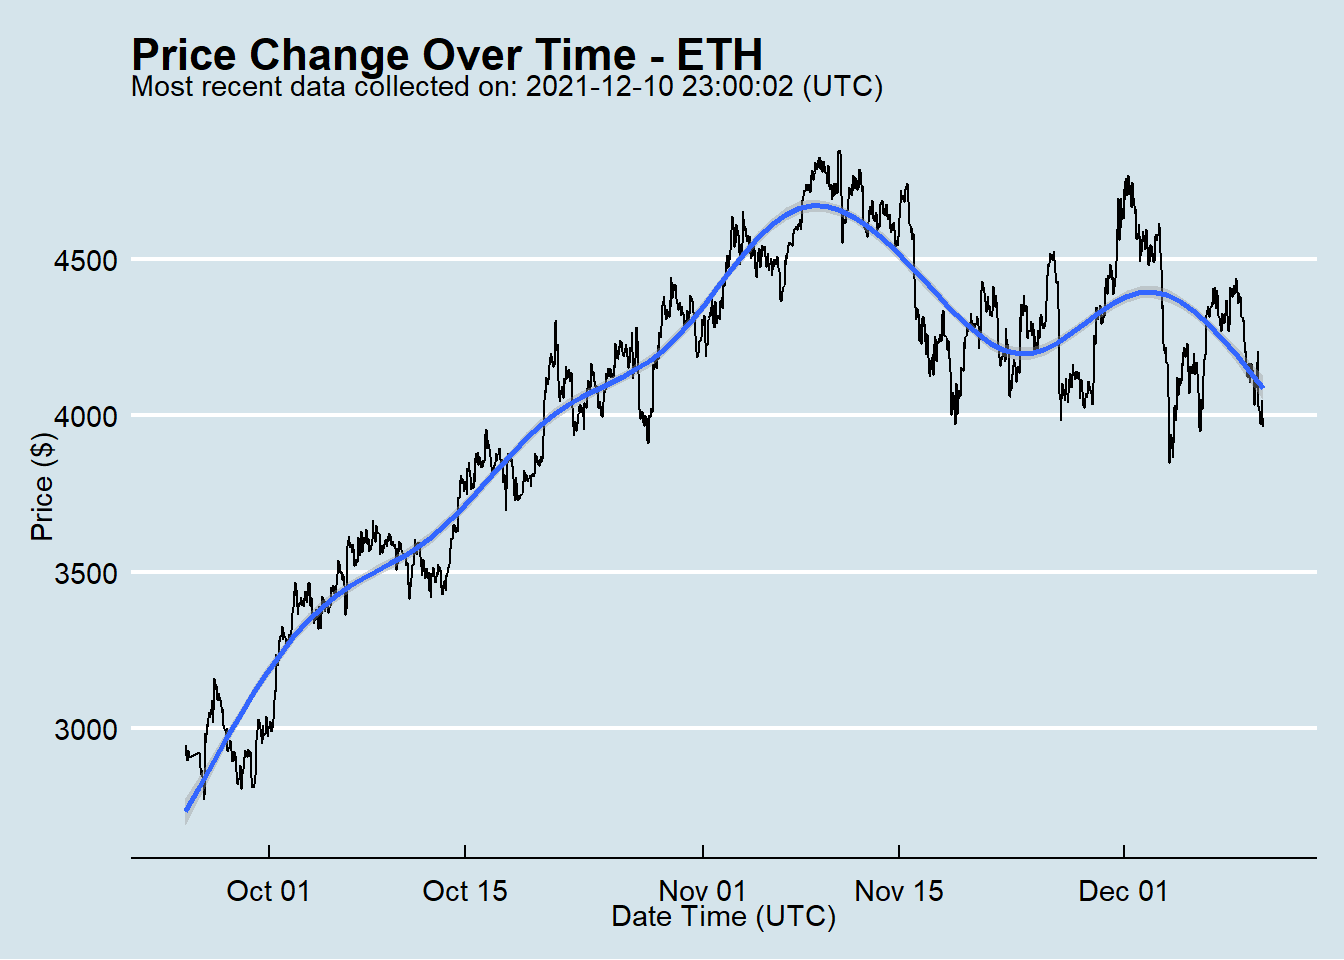 Price Change Over Time - ETH
Most recent data collected on: 2021-12-10 23:00:02 (UTC)
4500
4000
3500
3000
Price ($)
Oct 01
Oct 15
Nov 01
Nov 15
Dec 01
Date Time (UTC)